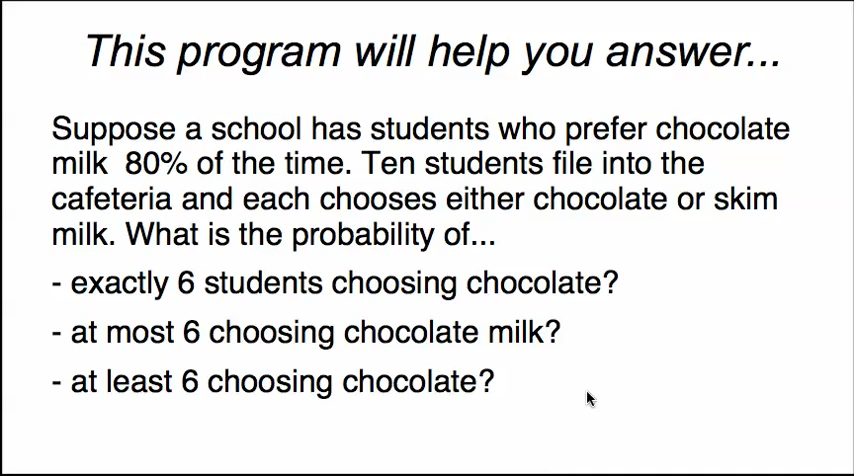 This program will help you answer...
Suppose a school has students who prefer chocolate
milk  80% of the time. Ten students file into the
cafeteria and each chooses either chocolate or skim
milk. What is the probability of...
- exactly 6 students choosing chocolate?
- at most 6 choosing chocolate milk?
- at least 6 choosing chocolate?